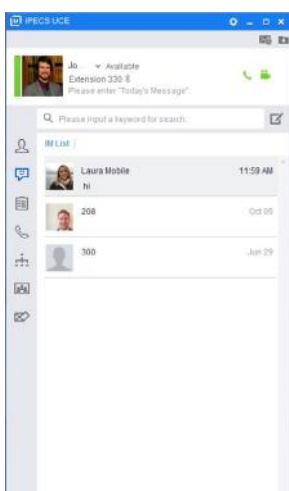 iPECS UCE
Jo... Available
Extension 330
Please enter "Today's Message".
Please input a keyword for search.
IM List
Laura Mobile 11:59 AM
hi
208 Oct 05
300 Jun 29